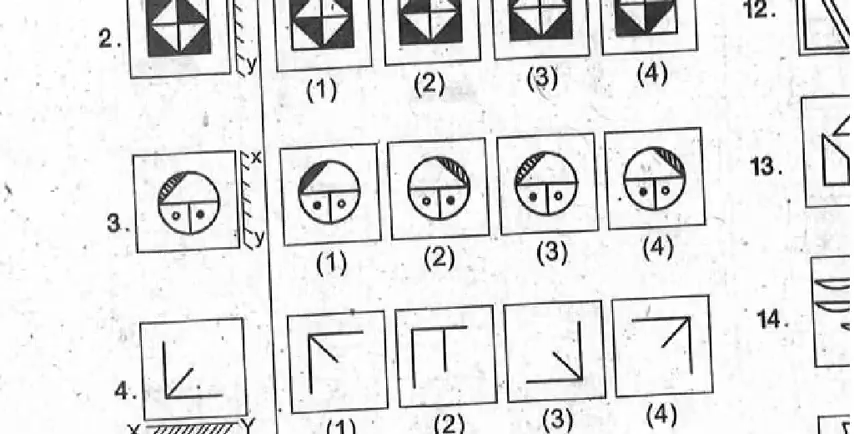 2.
y
(1) (2) (3) (4)
12.
3.
x
y
(1) (2) (3) (4)
13.
4.
X Y
(1) (2) (3) (4)
14.